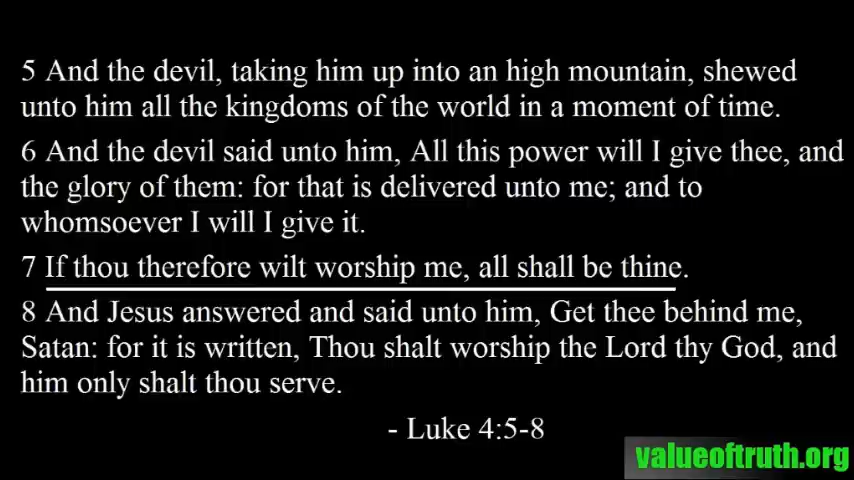 5 And the devil, taking him up into an high mountain, shewed
unto him all the kingdoms of the world in a moment of time.
6 And the devil said unto him, All this power will I give thee, and
the glory of them: for that is delivered unto me; and to
whomsoever I will I give it.
7 If thou therefore wilt worship me, all shall be thine.
8 And Jesus answered and said unto him, Get thee behind me,
Satan: for it is written, Thou shalt worship the Lord thy God, and
him only shalt thou serve.
- Luke 4:5-8
valueoftruth.org